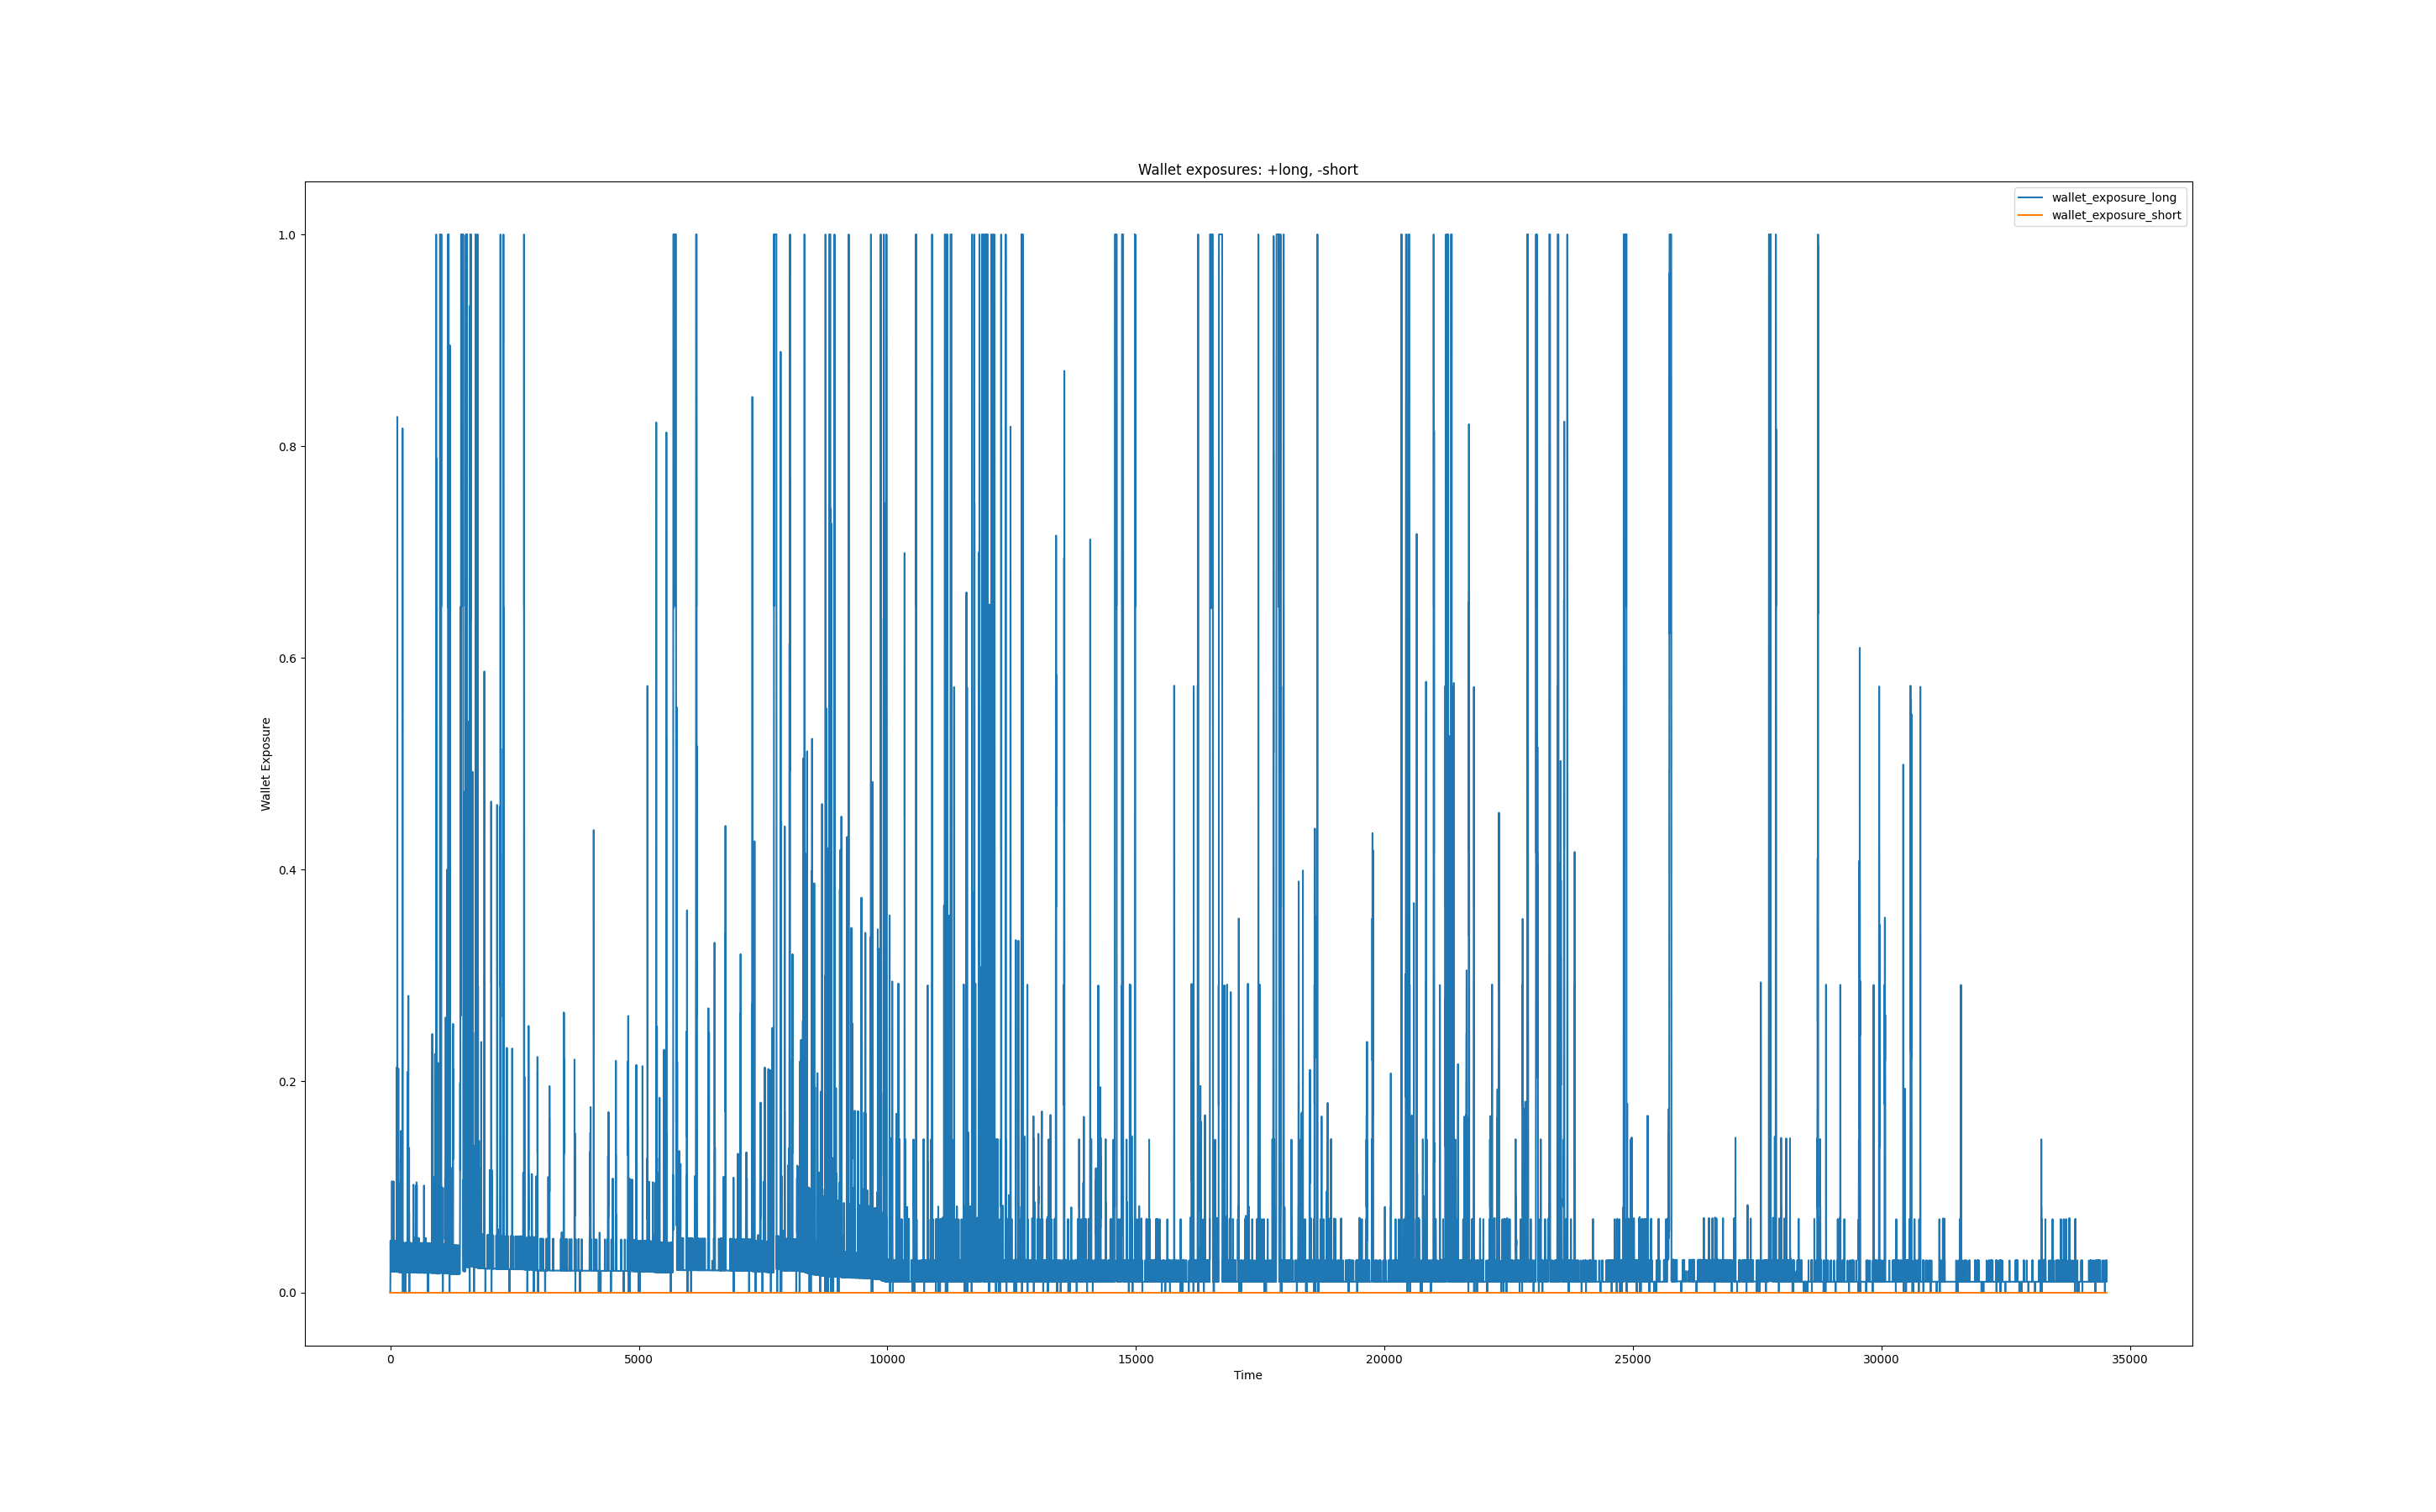 Wallet exposures: +long, -short
wallet_exposure_long
wallet_exposure_short
1.0
0.8
0.6
0.4
0.2
0.0
Wallet Exposure
0 5000 10000 15000 20000 25000 30000 35000
Time